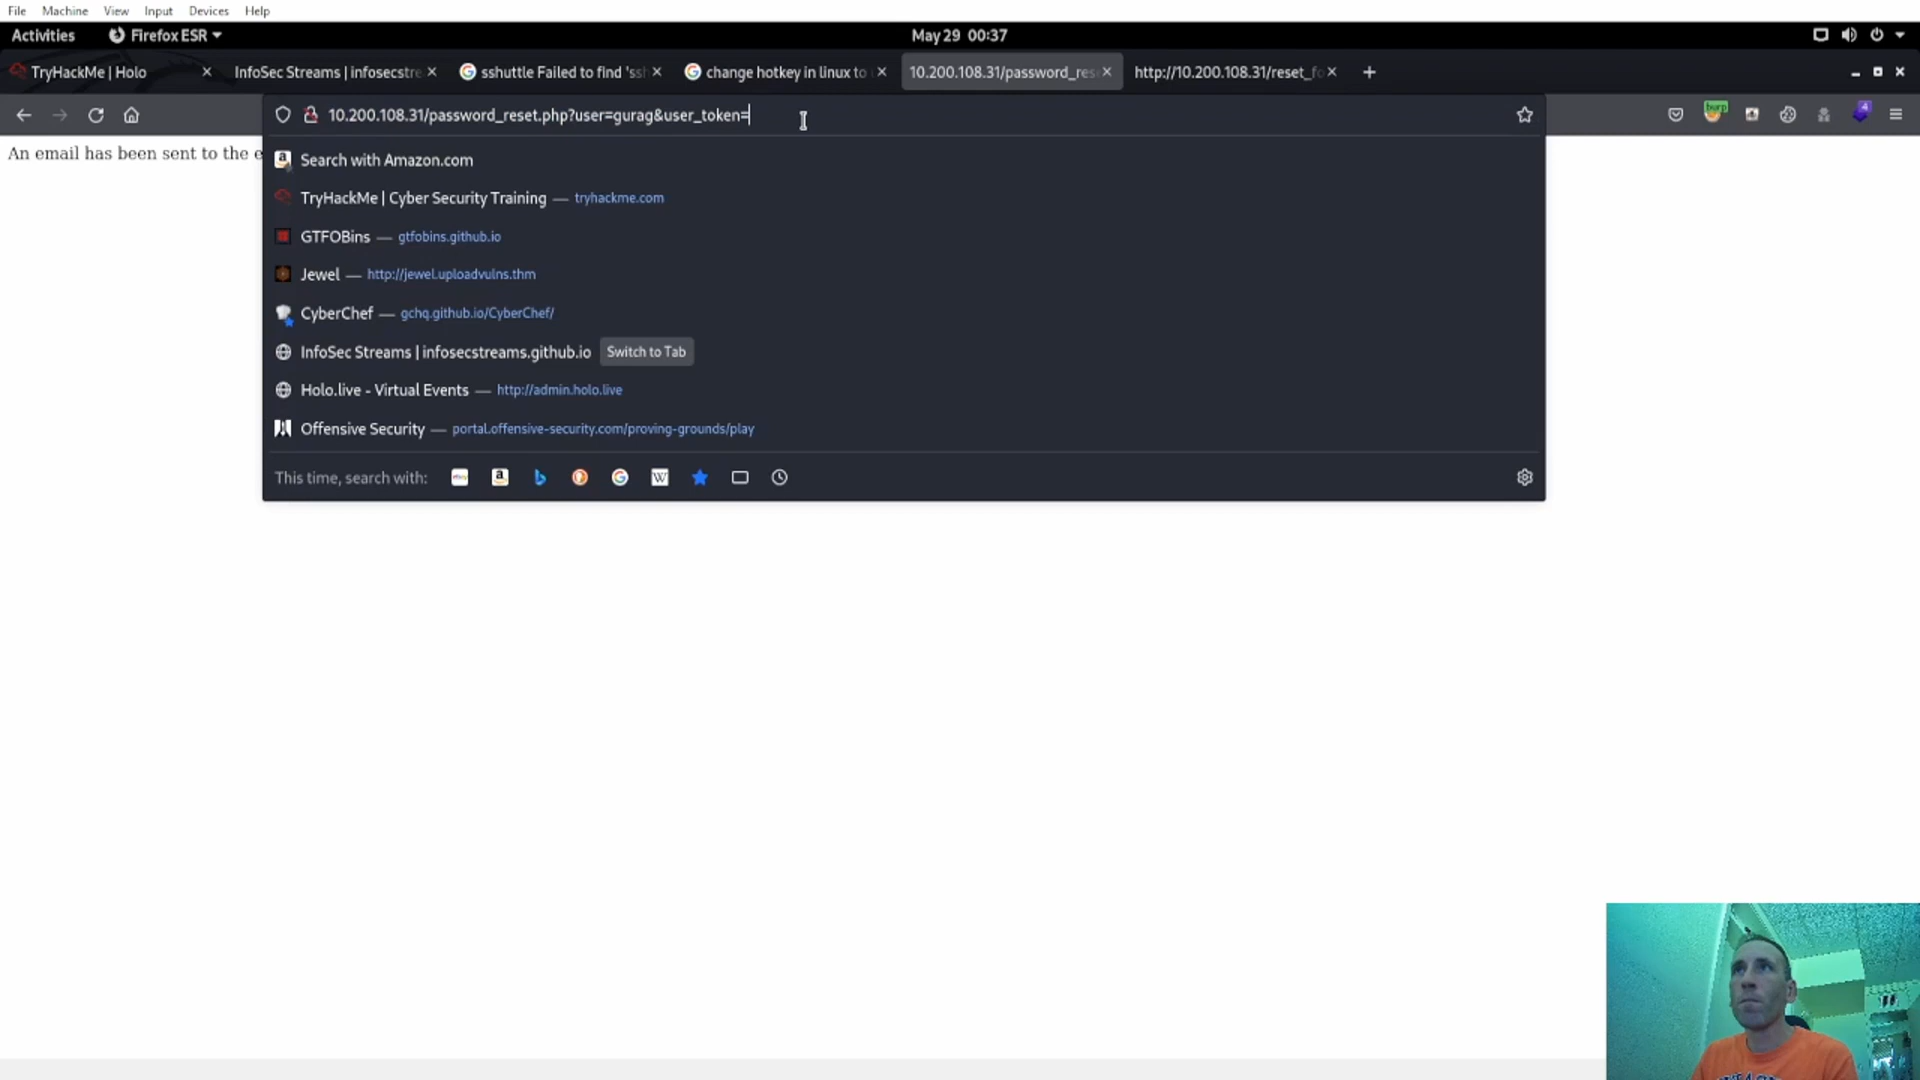 File Machine View Input Devices Help
Activities Firefox ESR May 29 00:37
TryHackMe | Holo InfoSec Streams | infosecstre sshuttle Failed to find 'ssh change hotkey in linux to 10.200.108.31/password_res http://10.200.108.31/reset_fo
10.200.108.31/password_reset.php?user=gurag&user_token=
burp 4
An email has been sent to the e
Search with Amazon.com
TryHackMe | Cyber Security Training — tryhackme.com
GTFOBins — gtfobins.github.io
Jewel — http://jewel.uploadvulns.thm
CyberChef — gchq.github.io/CyberChef/
InfoSec Streams | infosecstreams.github.io Switch to Tab
Holo.live - Virtual Events — http://admin.holo.live
Offensive Security — portal.offensive-security.com/proving-grounds/play
This time, search with: